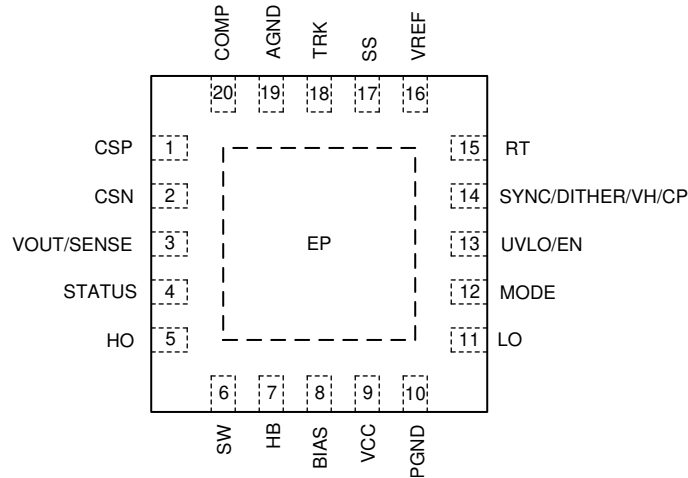 COMP AGND TRK SS VREF
20 19 18 17 16
CSP 1 15 RT
CSN 2 14 SYNC/DITHER/VH/CP
VOUT/SENSE 3 EP 13 UVLO/EN
STATUS 4 12 MODE
HO 5 11 LO
6 7 8 9 10
SW HB BIAS VCC PGND